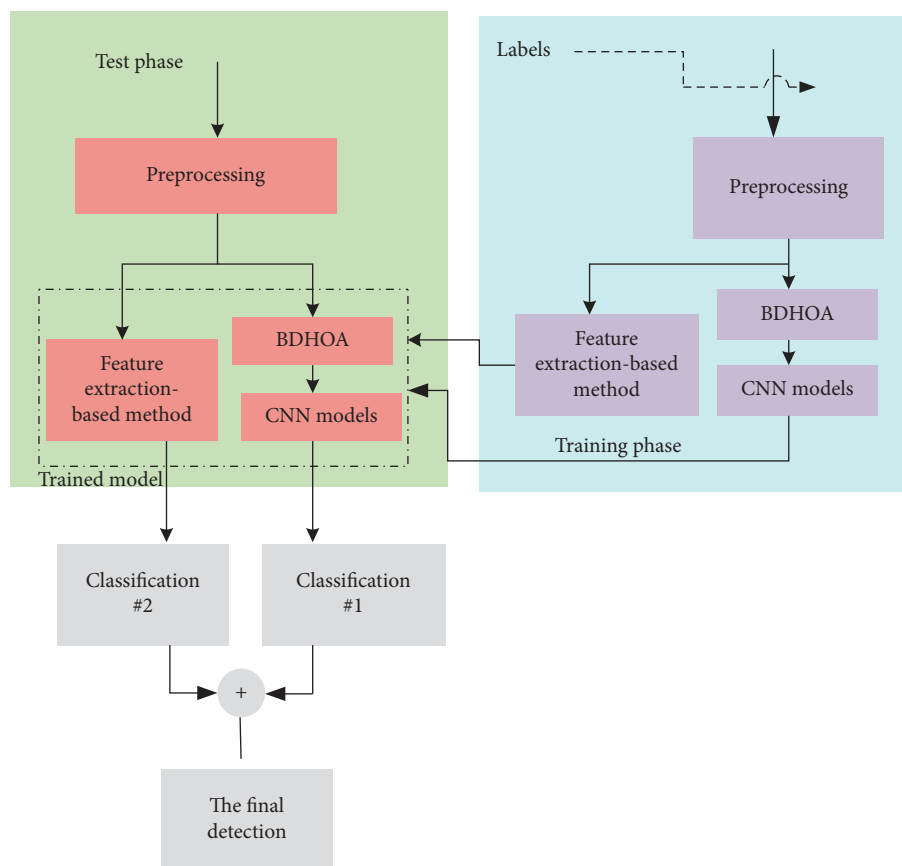 Test phase
Preprocessing
BDHOA
Feature
extraction-
based method
CNN models
Trained model
Labels
Preprocessing
BDHOA
Feature
extraction-based
method
CNN models
Training phase
Classification
#2
Classification
#1
+
The final
detection